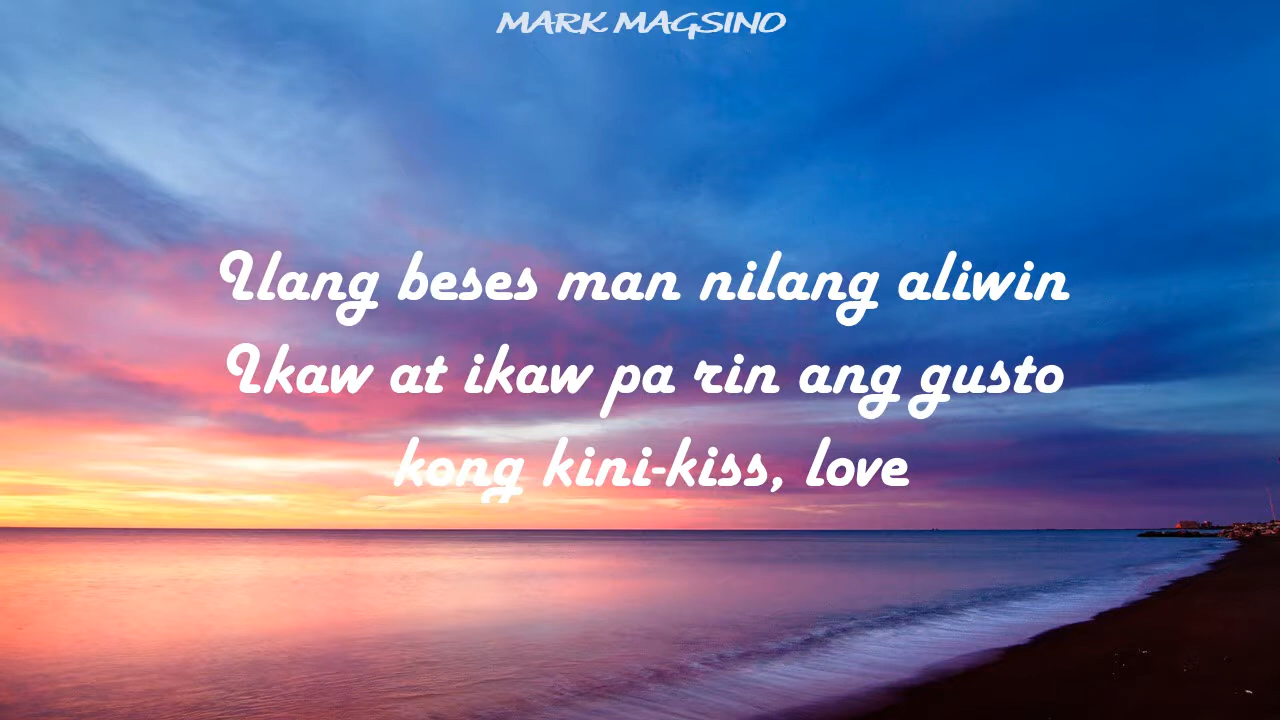 MARK MAGSINO
Ilang beses man nilang aliwin
Ikaw at ikaw pa rin ang gusto
kong kini-kiss, love